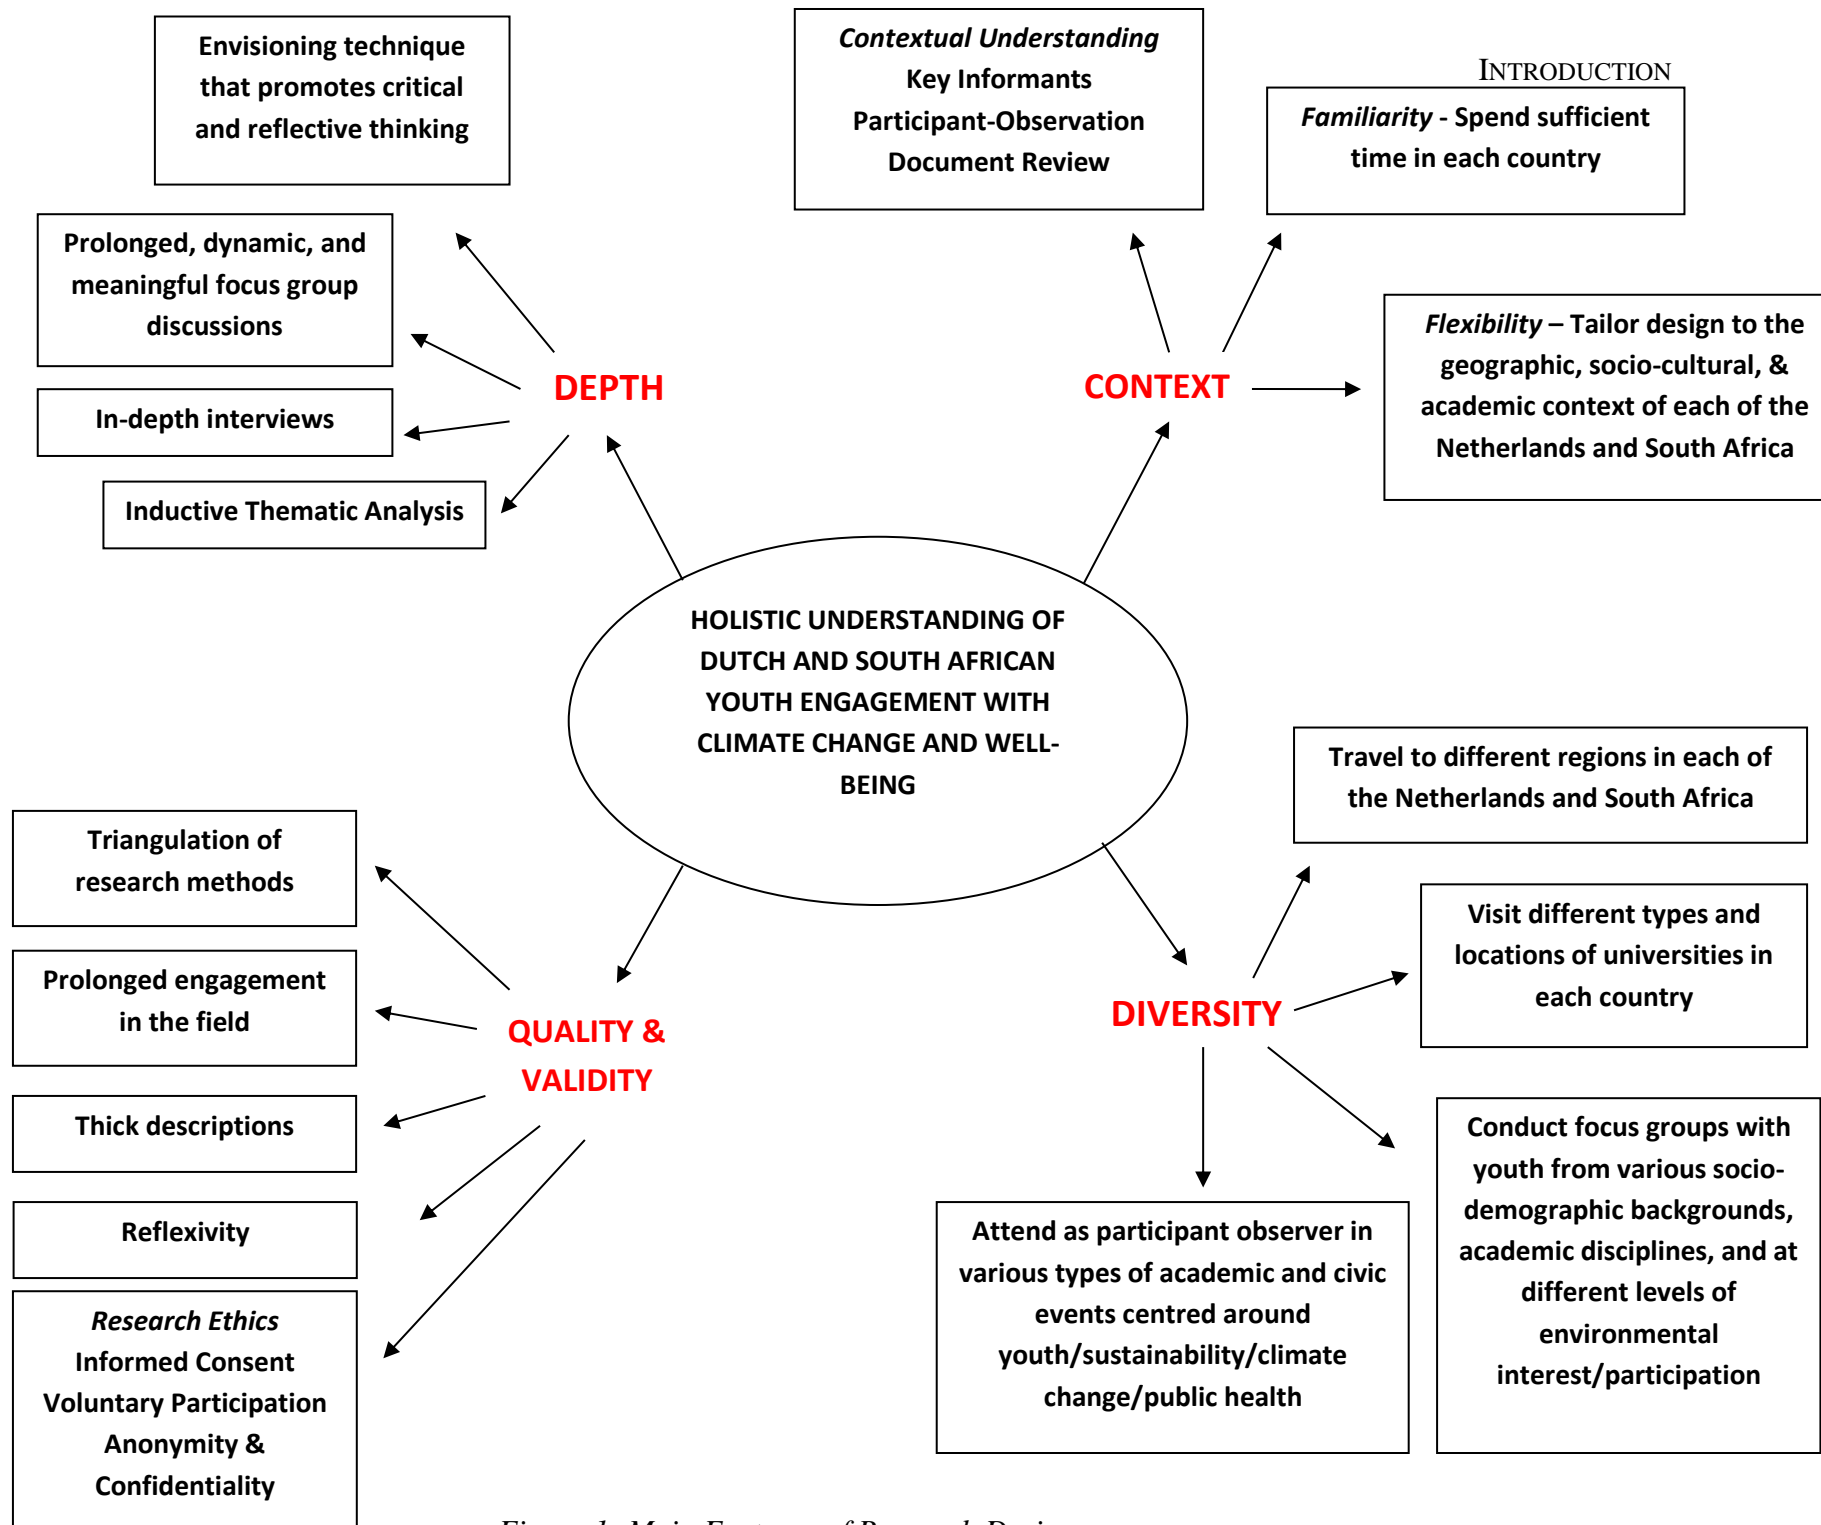 INTRODUCTION
Envisioning technique
that promotes critical
and reflective thinking
Prolonged, dynamic, and
meaningful focus group
discussions
In-depth interviews
Inductive Thematic Analysis
DEPTH
Contextual Understanding
Key Informants
Participant-Observation
Document Review
Familiarity - Spend sufficient
time in each country
Flexibility – Tailor design to the
geographic, socio-cultural, &
academic context of each of the
Netherlands and South Africa
CONTEXT
HOLISTIC UNDERSTANDING OF
DUTCH AND SOUTH AFRICAN
YOUTH ENGAGEMENT WITH
CLIMATE CHANGE AND WELL-
BEING
Triangulation of
research methods
Prolonged engagement
in the field
Thick descriptions
Reflexivity
Research Ethics
Informed Consent
Voluntary Participation
Anonymity &
Confidentiality
QUALITY &
VALIDITY
DIVERSITY
Travel to different regions in each of
the Netherlands and South Africa
Visit different types and
locations of universities in
each country
Conduct focus groups with
youth from various socio-
demographic backgrounds,
academic disciplines, and at
different levels of
environmental
interest/participation
Attend as participant observer in
various types of academic and civic
events centred around
youth/sustainability/climate
change/public health